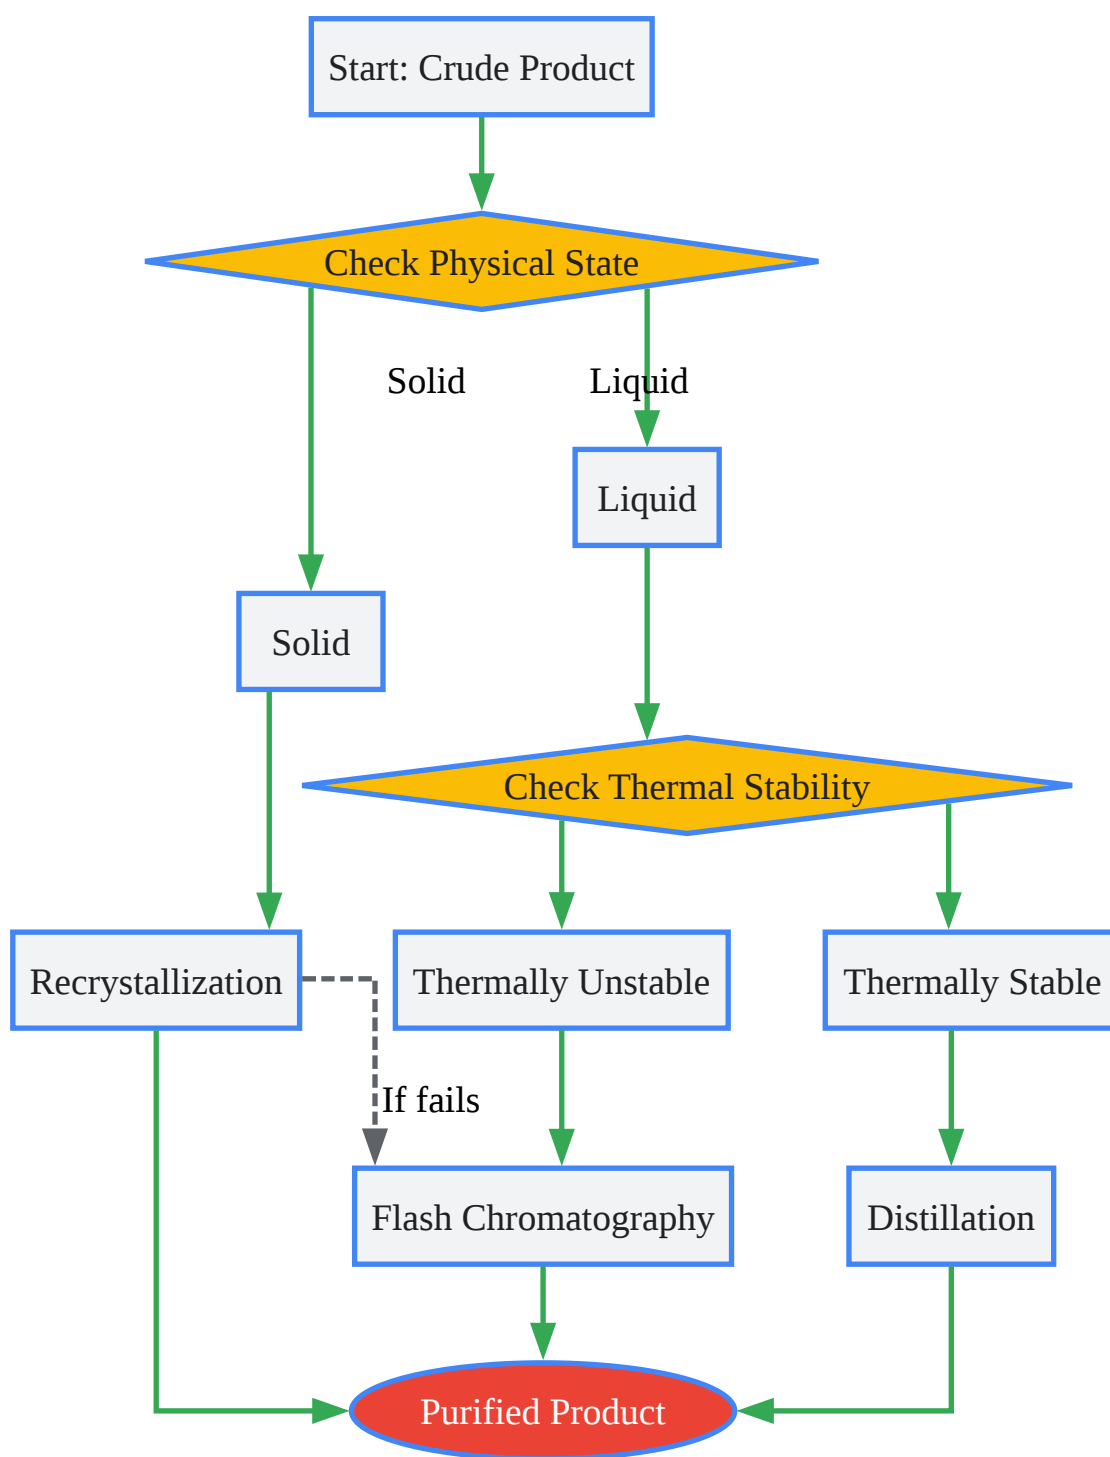 Start: Crude Product
Check Physical State
Solid
Liquid
Liquid
Solid
Check Thermal Stability
Recrystallization
Thermally Unstable
Thermally Stable
If fails
Flash Chromatography
Distillation
Purified Product